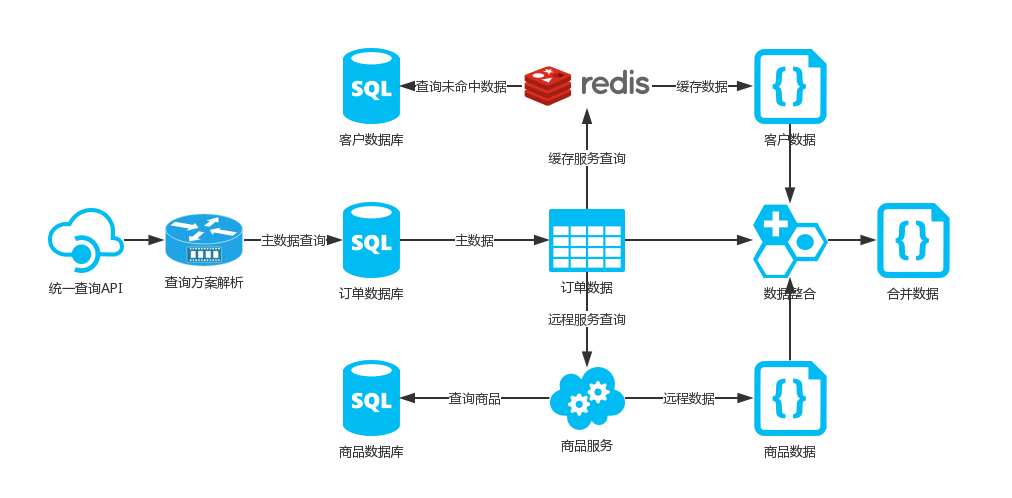 SQL
查询未命中数据
redis
缓存数据
{}
客户数据库
客户数据
缓存服务查询
统一查询API
查询方案解析
主数据查询
SQL
主数据
{}
订单数据库
订单数据
数据整合
合并数据
远程服务查询
SQL
查询商品
远程数据
{}
商品数据库
商品服务
商品数据